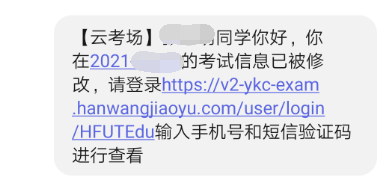 【云考场】同学你好，你
在2021-的考试信息已被修
改，请登录https://v2-ykc-exam
.hanwangjiaoyu.com/user/login
/HFUTEdu输入手机号和短信验证码
进行查看